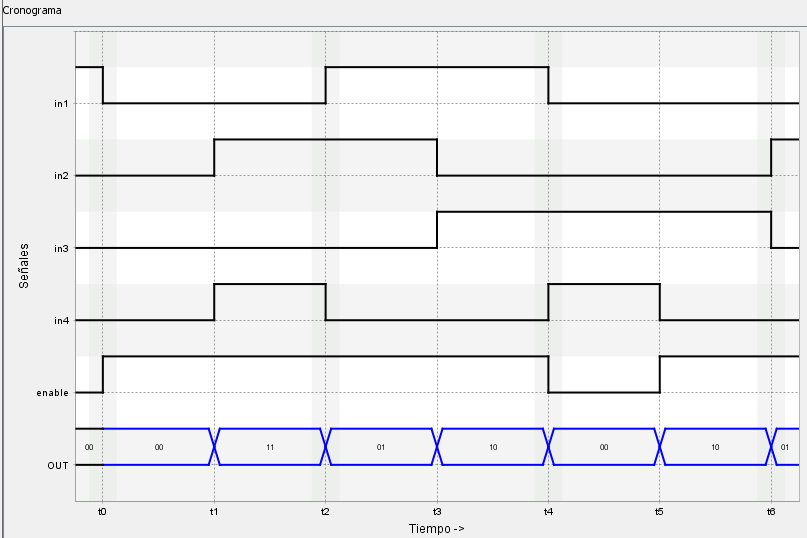 Cronograma
Señales
in1
in2
in3
in4
enable
OUT
00 00 11 01 10 00 10 01
t0 t1 t2 t3 t4 t5 t6
Tiempo ->